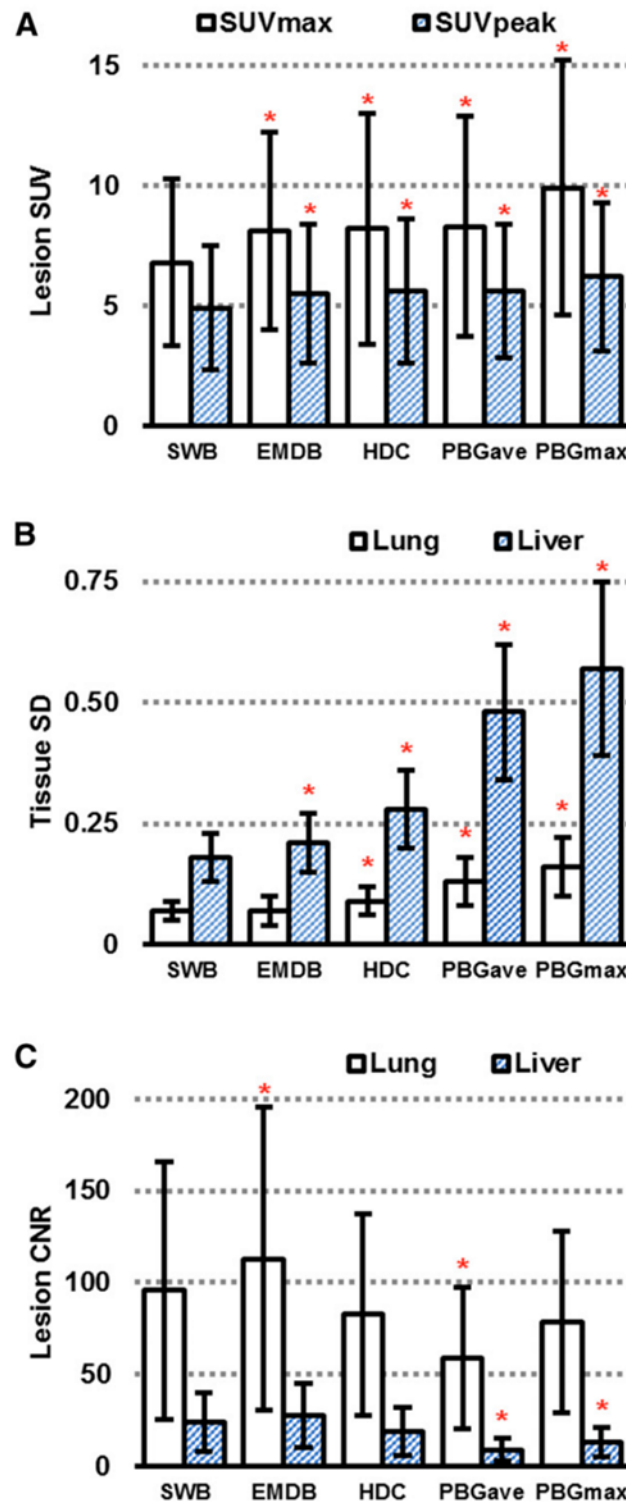 A
SUVmax SUVpeak
15
10
5
0
Lesion SUV
* * * * * * * *
SWB EMDB HDC PBGave PBGmax
B
Lung Liver
0.75
0.50
0.25
0
Tissue SD
* * * * * * *
SWB EMDB HDC PBGave PBGmax
C
Lung Liver
200
150
100
50
0
Lesion CNR
* * * *
SWB EMDB HDC PBGave PBGmax